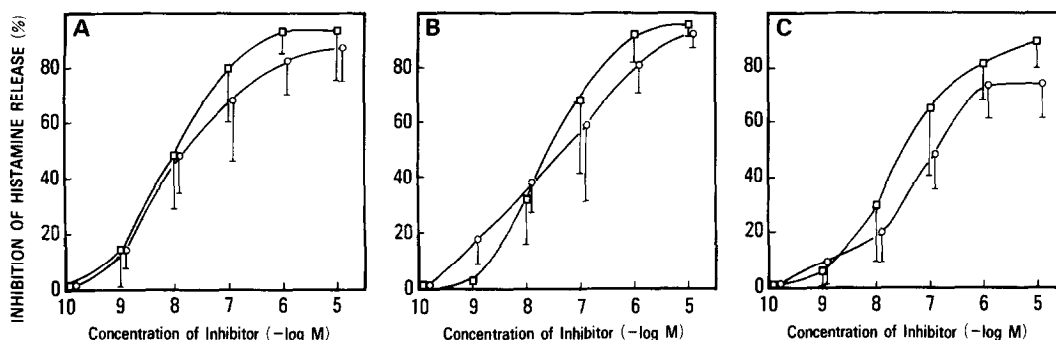 INHIBITION OF HISTAMINE RELEASE (%)
A
80
60
40
20
0
10 9 8 7 6 5
Concentration of Inhibitor (-log M)
B
80
60
40
20
0
10 9 8 7 6 5
Concentration of Inhibitor (-log M)
C
80
60
40
20
0
10 9 8 7 6 5
Concentration of Inhibitor (-log M)